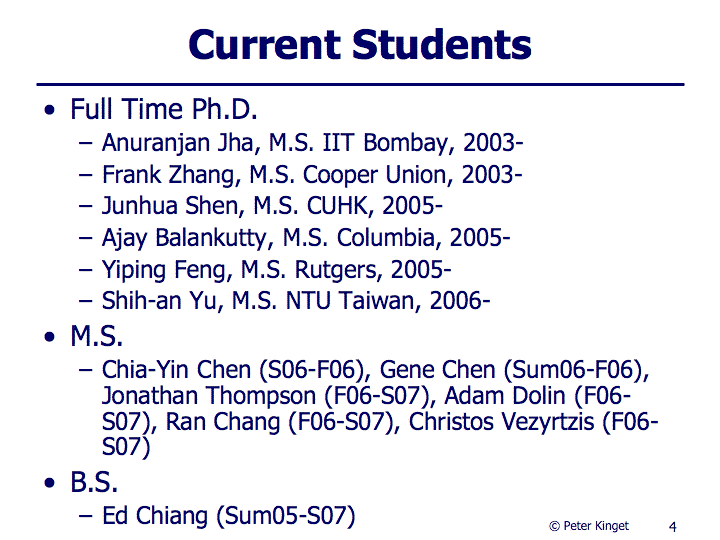 Current Students
• Full Time Ph.D.
– Anuranjan Jha, M.S. IIT Bombay, 2003-
– Frank Zhang, M.S. Cooper Union, 2003-
– Junhua Shen, M.S. CUHK, 2005-
– Ajay Balankutty, M.S. Columbia, 2005-
– Yiping Feng, M.S. Rutgers, 2005-
– Shih-an Yu, M.S. NTU Taiwan, 2006-
• M.S.
– Chia-Yin Chen (S06-F06), Gene Chen (Sum06-F06),
Jonathan Thompson (F06-S07), Adam Dolin (F06-
S07), Ran Chang (F06-S07), Christos Vezyrtzis (F06-
S07)
• B.S.
– Ed Chiang (Sum05-S07)
© Peter Kinget 4